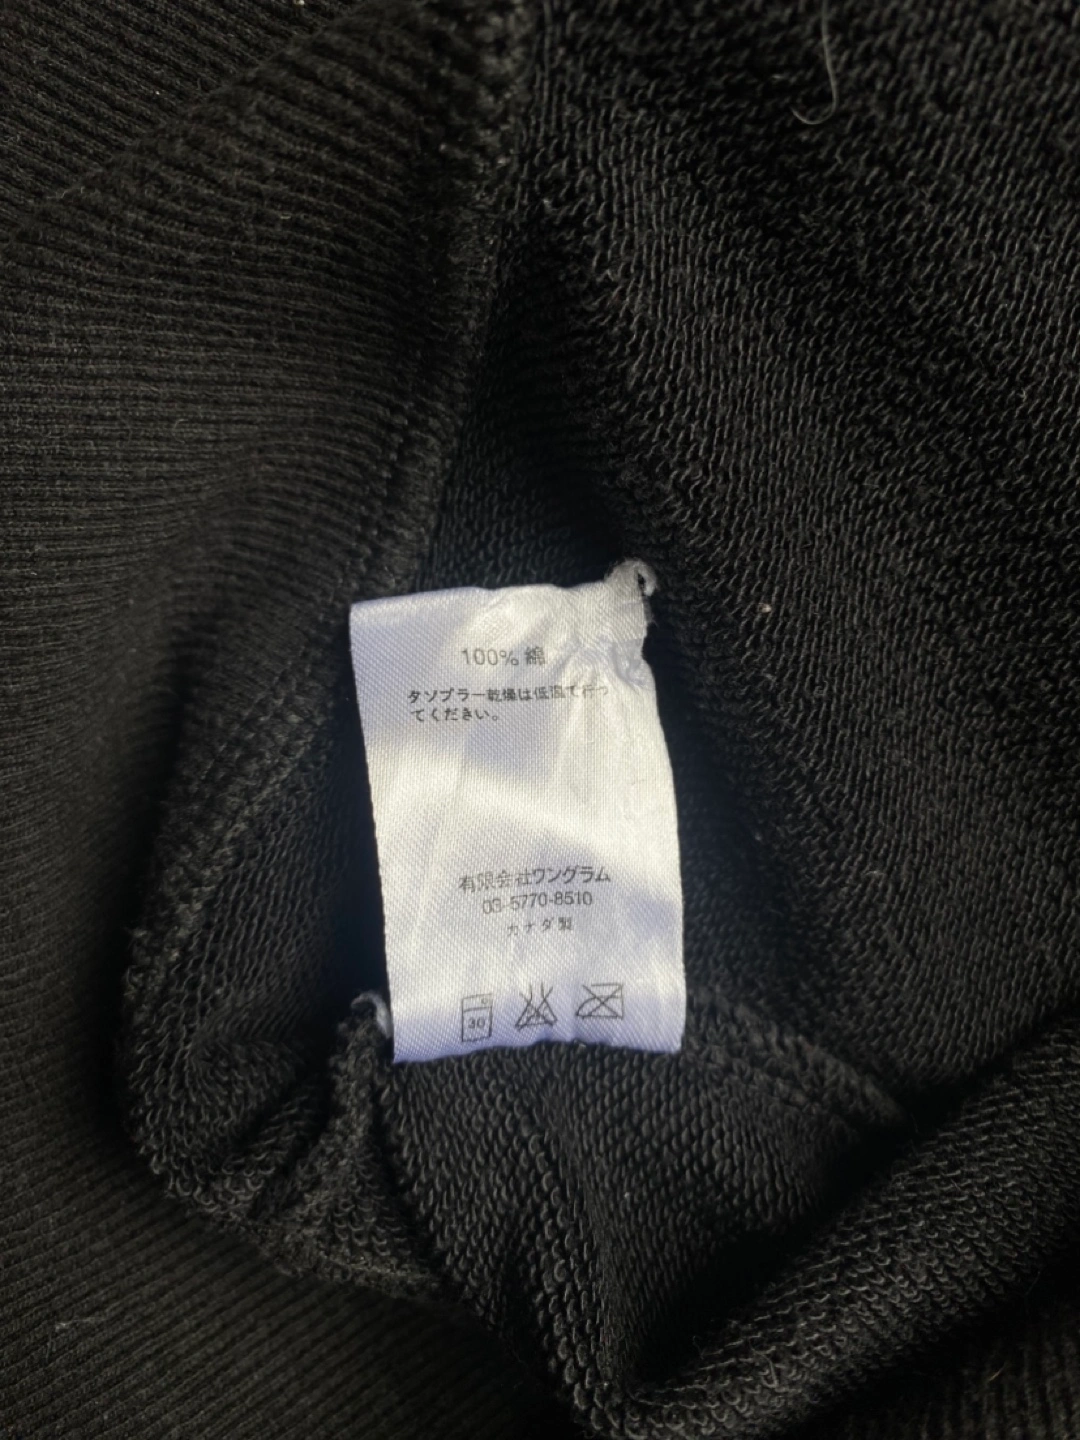 100% 綿
タソブラー乾燥は低温で行っ
てください。
有限会社ワングラム
03-5770-8510
カナダ製
30